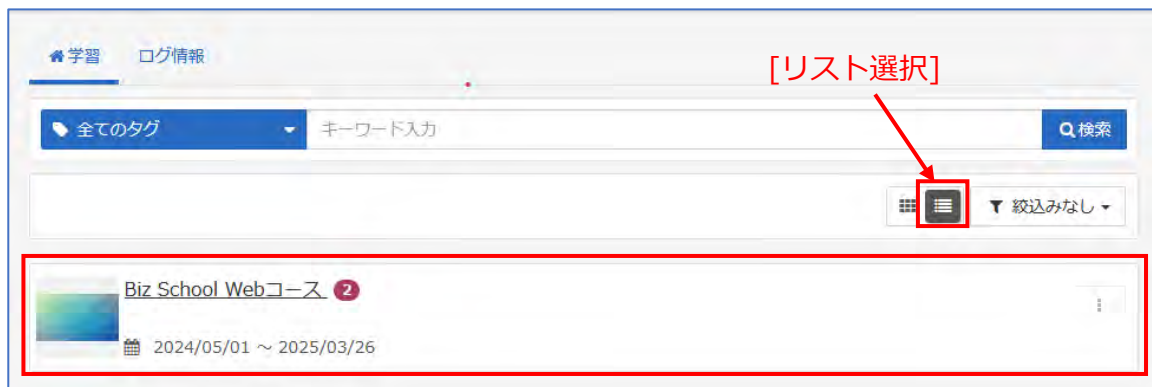 学習 ログ情報
[リスト選択]
全てのタグ キーワード入力 検索
絞込みなし
Biz School Webコース 2
2024/05/01 ～ 2025/03/26